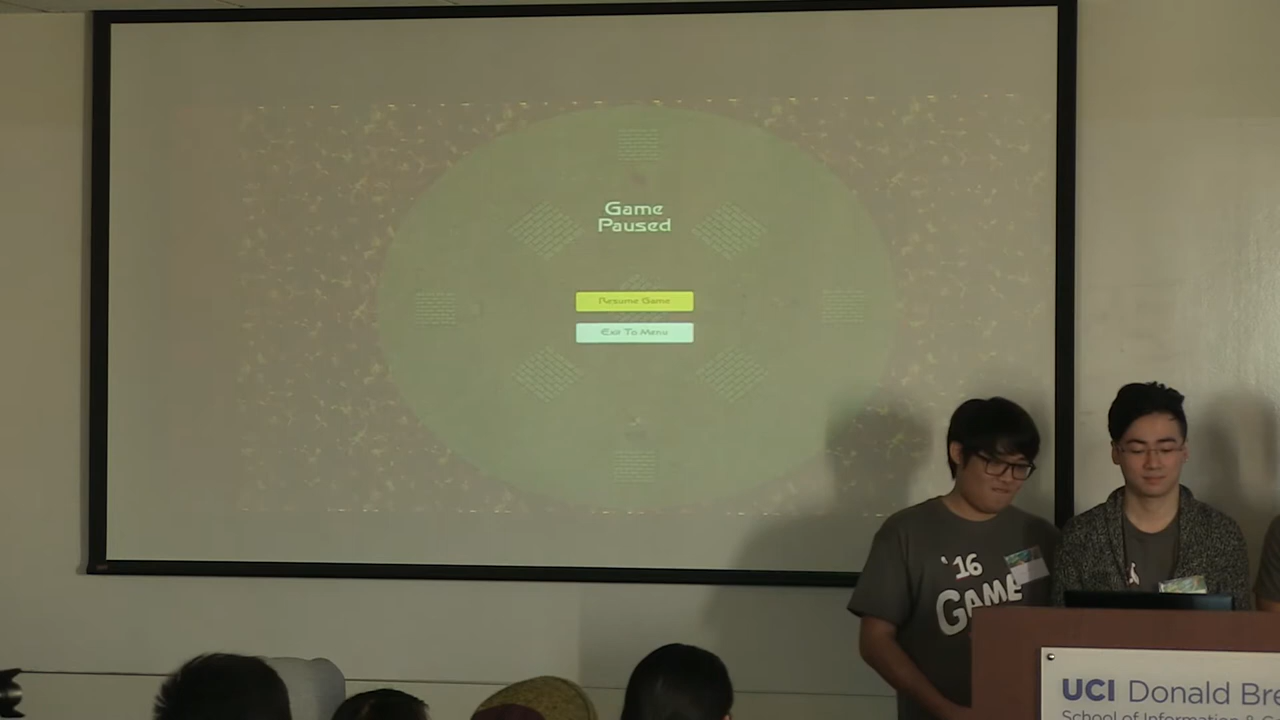 Game
Paused
Resume Game
Exit To Menu
'16
GAME
UCI Donald Bre
School of Information &